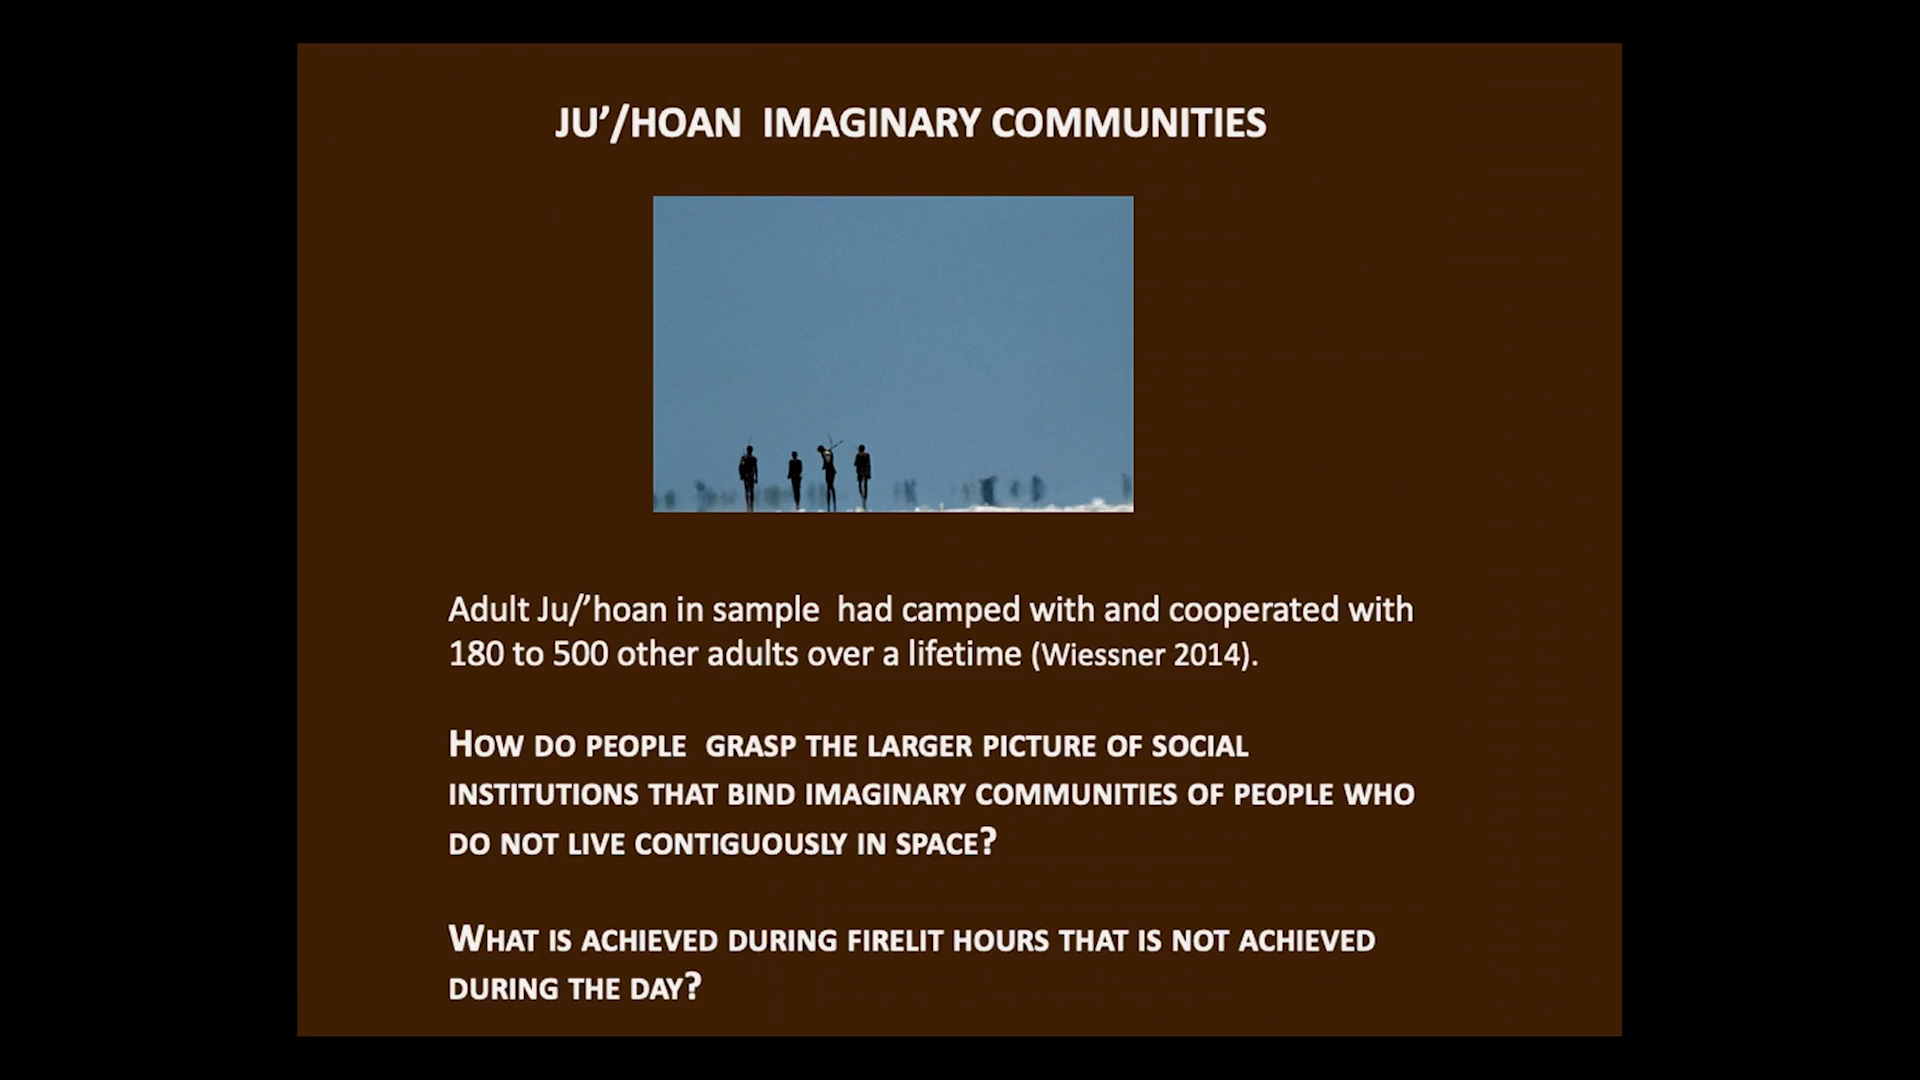 JU’/HOAN IMAGINARY COMMUNITIES
Adult Ju/’hoan in sample had camped with and cooperated with
180 to 500 other adults over a lifetime (Wiessner 2014).
HOW DO PEOPLE GRASP THE LARGER PICTURE OF SOCIAL
INSTITUTIONS THAT BIND IMAGINARY COMMUNITIES OF PEOPLE WHO
DO NOT LIVE CONTIGUOUSLY IN SPACE?
WHAT IS ACHIEVED DURING FIRELIT HOURS THAT IS NOT ACHIEVED
DURING THE DAY?